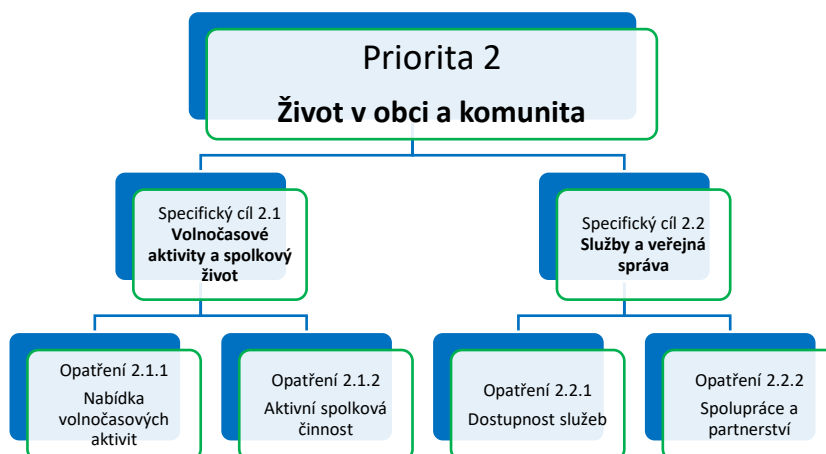 Priorita 2
Život v obci a komunita
Specifický cíl 2.1
Volnočasové
aktivity a spolkový
život
Specifický cíl 2.2
Služby a veřejná
správa
Opatření 2.1.1
Nabídka
volnočasových
aktivit
Opatření 2.1.2
Aktivní spolková
činnost
Opatření 2.2.1
Dostupnost služeb
Opatření 2.2.2
Spolupráce a
partnerství